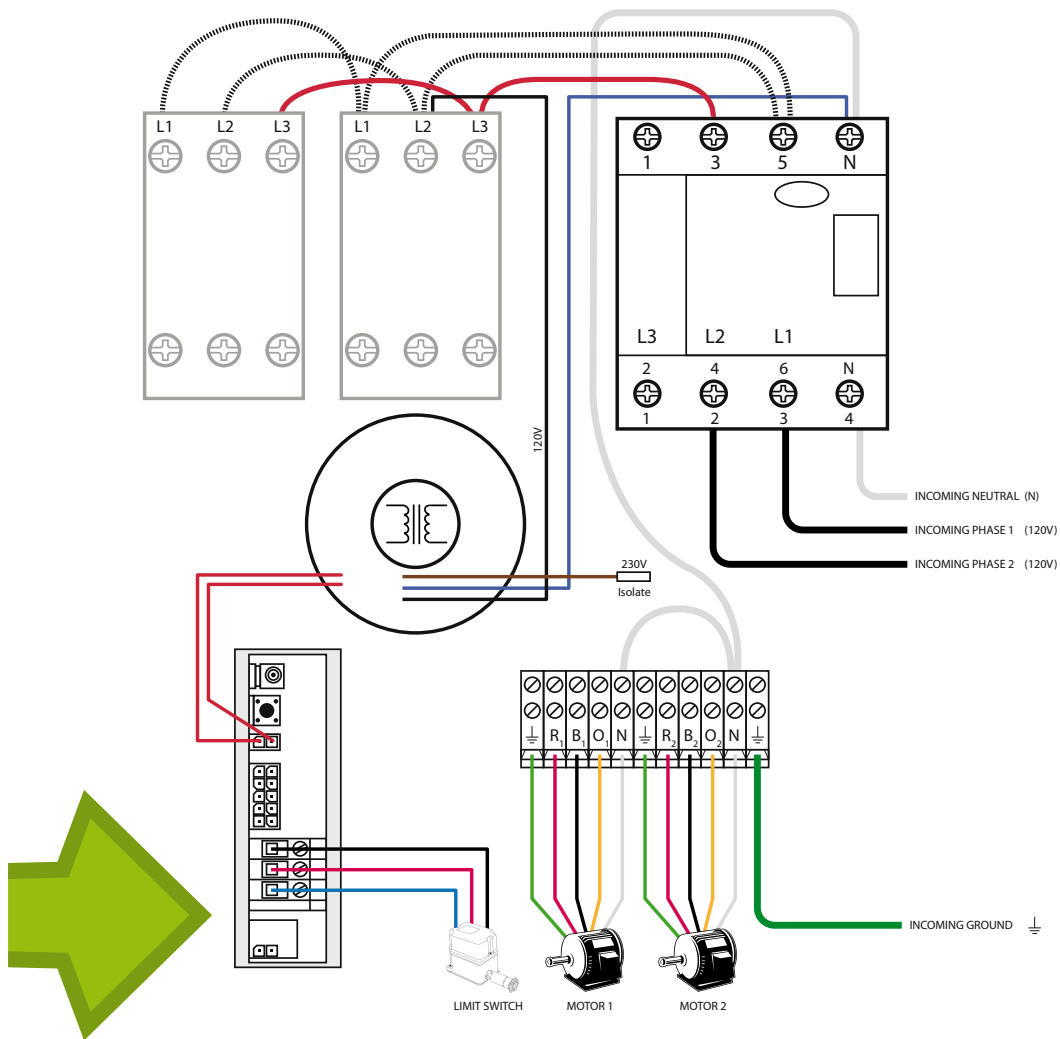 L1 L2 L3 L1 L2 L3
1 3 5 N
L3 L2 L1
2 4 6 N
1 2 3 4
120V
INCOMING NEUTRAL (N)
INCOMING PHASE 1 (120V)
INCOMING PHASE 2 (120V)
230V
Isolate
R1 B1 O1 N R2 B2 O2 N
INCOMING GROUND
LIMIT SWITCH MOTOR 1 MOTOR 2